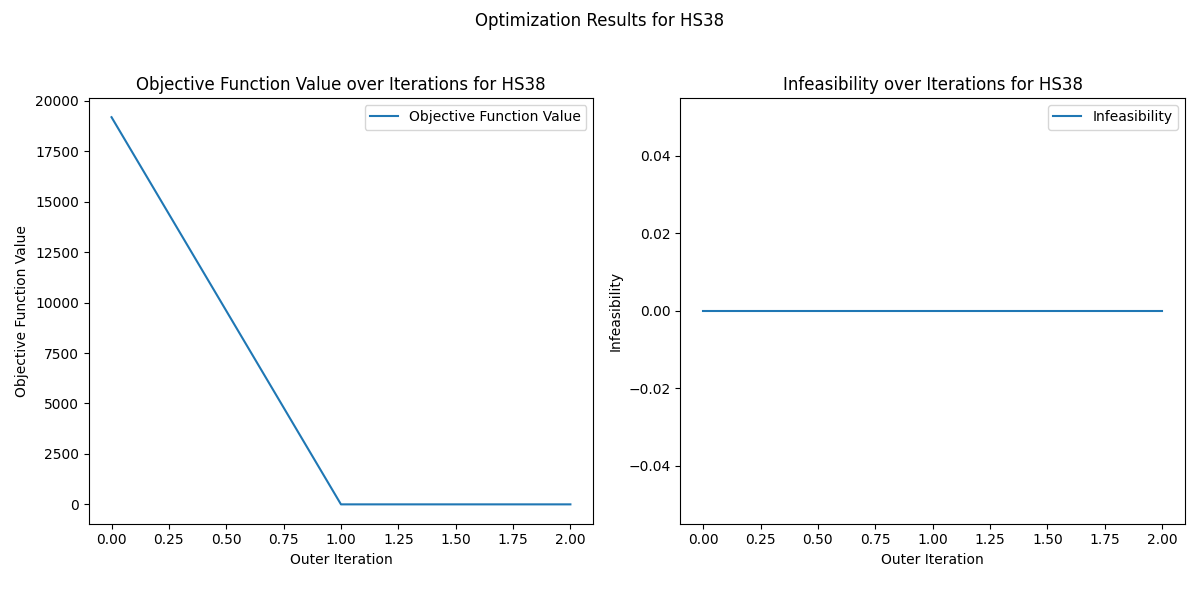 Optimization Results for HS38
Objective Function Value over Iterations for HS38
Objective Function Value
20000
17500
15000
12500
10000
7500
5000
2500
0
Objective Function Value
0.00 0.25 0.50 0.75 1.00 1.25 1.50 1.75 2.00
Outer Iteration
Infeasibility over Iterations for HS38
Infeasibility
0.04
0.02
0.00
−0.02
−0.04
Infeasibility
0.00 0.25 0.50 0.75 1.00 1.25 1.50 1.75 2.00
Outer Iteration